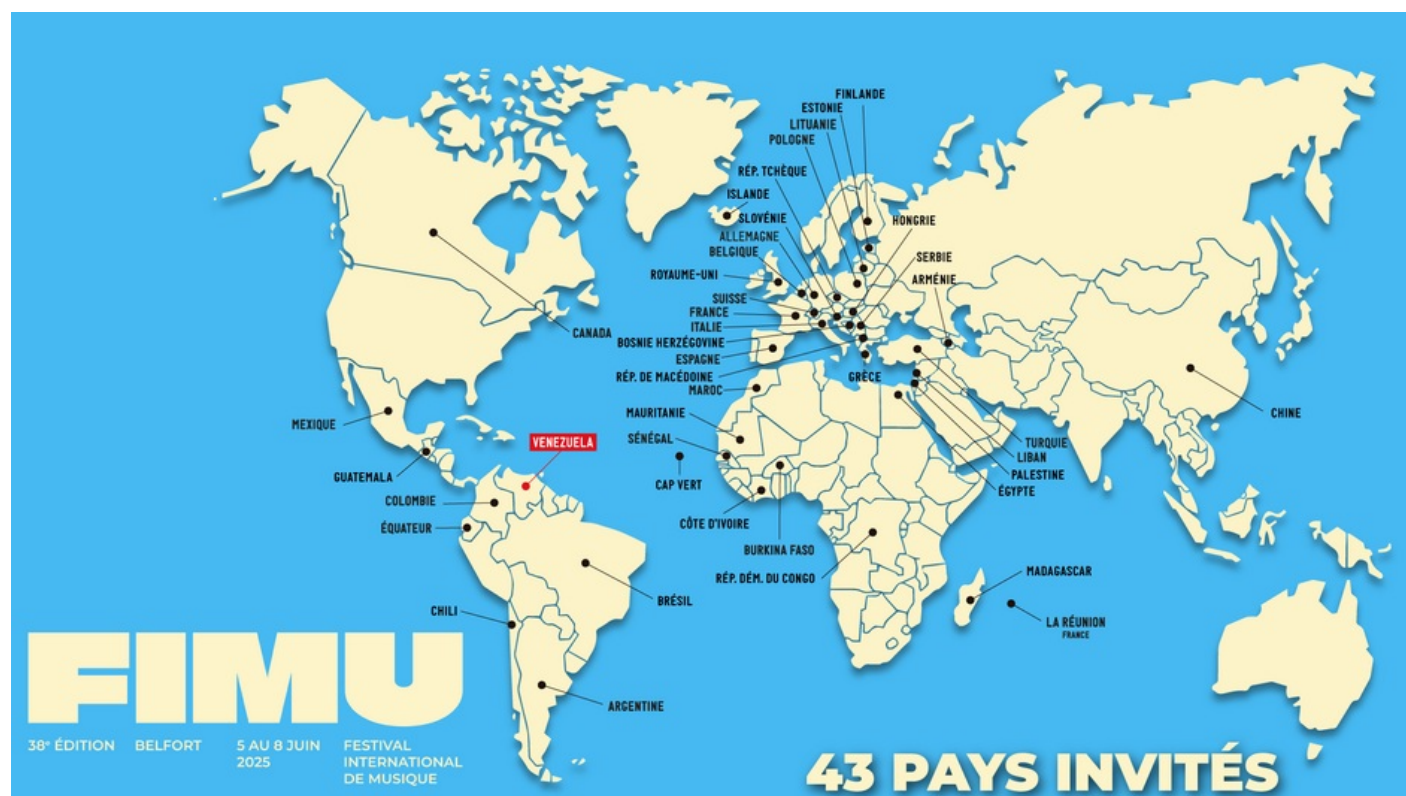 FINLANDE
ESTONIE
LITUANIE
POLOGNE
RÉP. TCHÈQUE
ISLANDE
SLOVÉNIE
HONGRIE
ALLEMAGNE
BELGIQUE
SERBIE
ROYAUME-UNI
ARMÉNIE
SUISSE
FRANCE
ITALIE
CANADA
BOSNIE HERZÉGOVINE
ESPAGNE
RÉP. DE MACÉDOINE
GRÈCE
MAROC
CHINE
MEXIQUE
MAURITANIE
SÉNÉGAL
VENEZUELA
TURQUIE
LIBAN
PALESTINE
ÉGYPTE
GUATEMALA
CAP VERT
COLOMBIE
ÉQUATEUR
CÔTE D'IVOIRE
BURKINA FASO
RÉP. DÉM. DU CONGO
MADAGASCAR
BRÉSIL
CHILI
LA RÉUNION
FRANCE
ARGENTINE
FIMU
38e ÉDITION
BELFORT
5 AU 8 JUIN
2025
FESTIVAL
INTERNATIONAL
DE MUSIQUE
43 PAYS INVITÉS